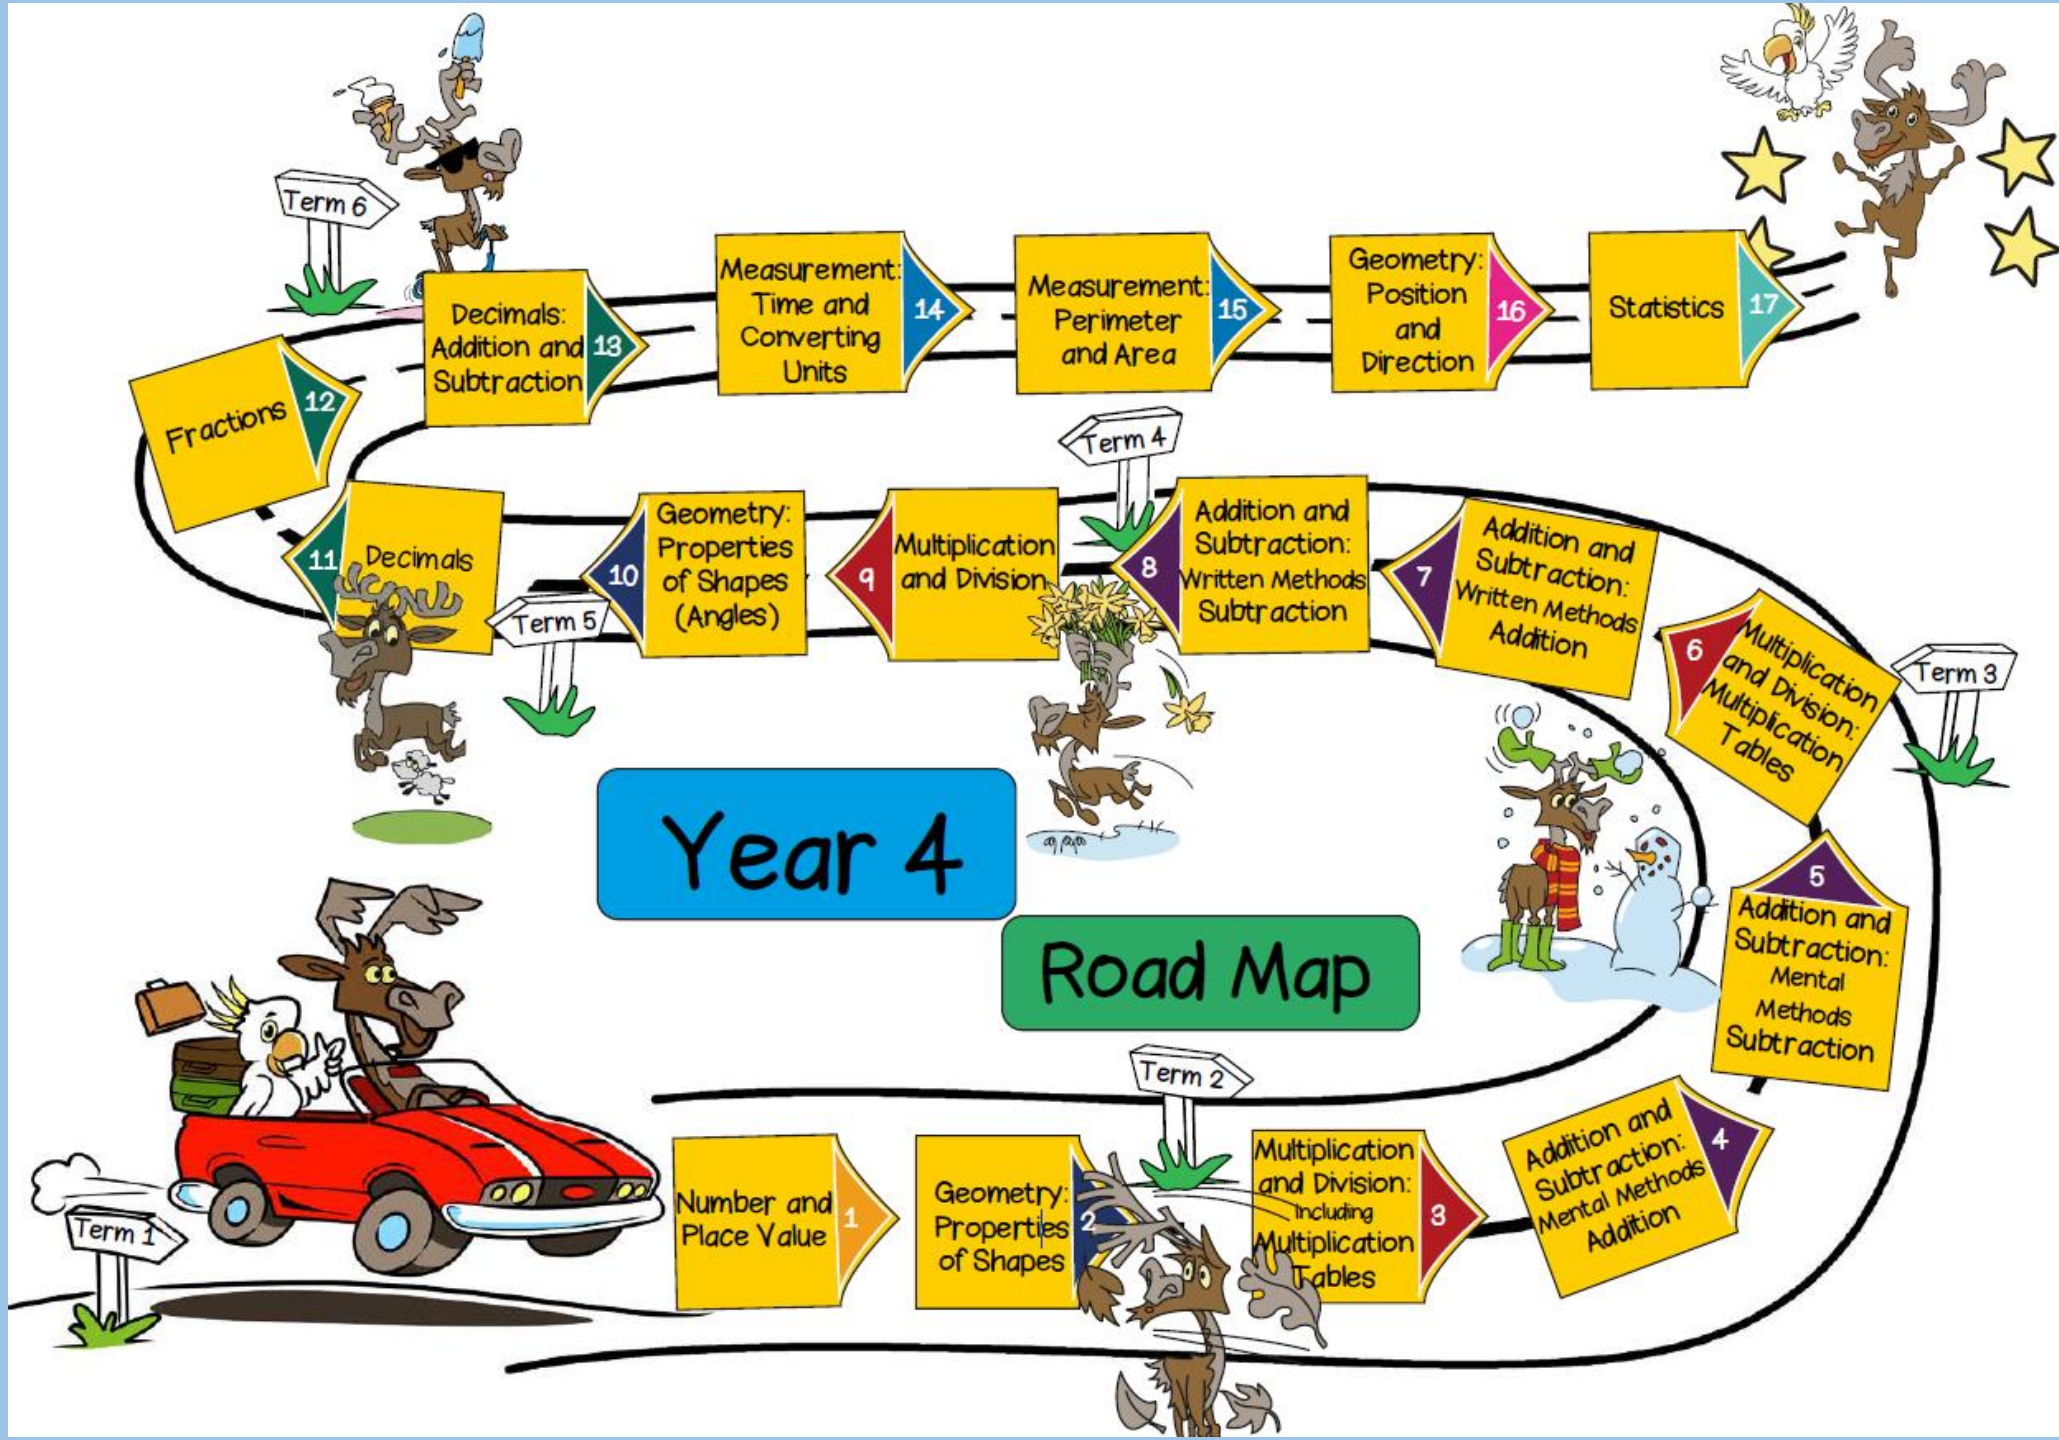 Term 1
Number and
Place Value
1
Geometry:
Properties
of Shapes
2
Term 2
Multiplication
and Division:
Including
Multiplication
Tables
3
Addition and
Subtraction:
Mental Methods
Addition
4
5
Addition and
Subtraction:
Mental
Methods
Subtraction
Term 3
6
Multiplication
and Division:
Multiplication
Tables
7
Addition and
Subtraction:
Written Methods
Addition
8
Addition and
Subtraction:
Written Methods
Subtraction
Term 4
9
Multiplication
and Division
10
Geometry:
Properties
of Shapes
(Angles)
Term 5
11
Decimals
Fractions
12
Term 6
Decimals:
Addition and
Subtraction
13
Measurement:
Time and
Converting
Units
14
Measurement:
Perimeter
and Area
15
Geometry:
Position
and
Direction
16
Statistics
17
Year 4
Road Map